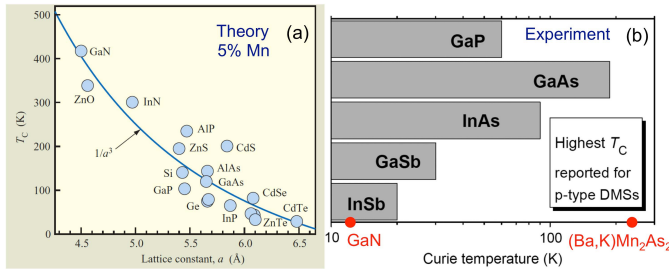 Theory
5% Mn
(a)
500
400
300
200
100
0
T_C (K)
GaN
ZnO
InN
AlP
ZnS
CdS
1/a³
Si
AlAs
GaAs
GaP
CdSe
Ge
InP
CdTe
ZnTe
4.5
5.0
5.5
6.0
6.5
Lattice constant, a (Å)
Experiment
(b)
GaP
GaAs
InAs
GaSb
InSb
Highest T_C
reported for
p-type DMSs
10
100
GaN
(Ba,K)Mn₂As₂
Curie temperature (K)